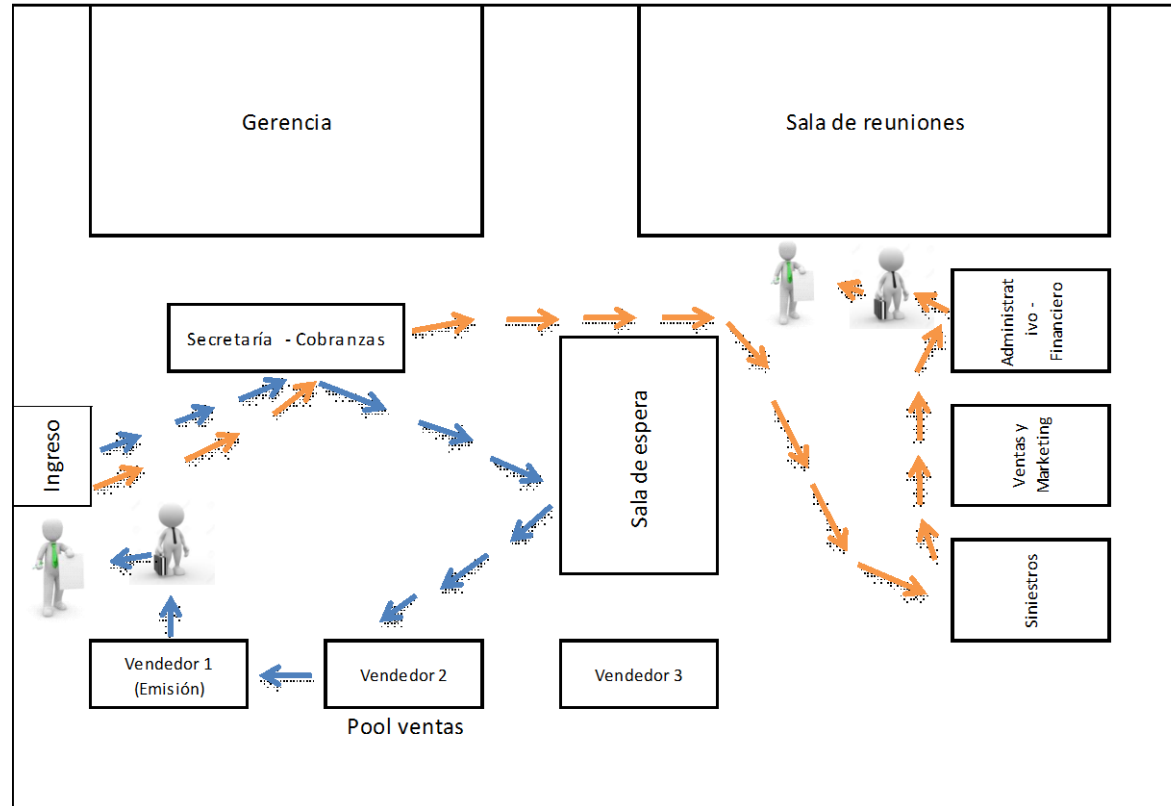 Gerencia
Sala de reuniones
Secretaría - Cobranzas
Administrat
ivo -
Financiero
Ingreso
Sala de espera
Ventas y
Marketing
Siniestros
Vendedor 1
(Emisión)
Vendedor 2
Vendedor 3
Pool ventas